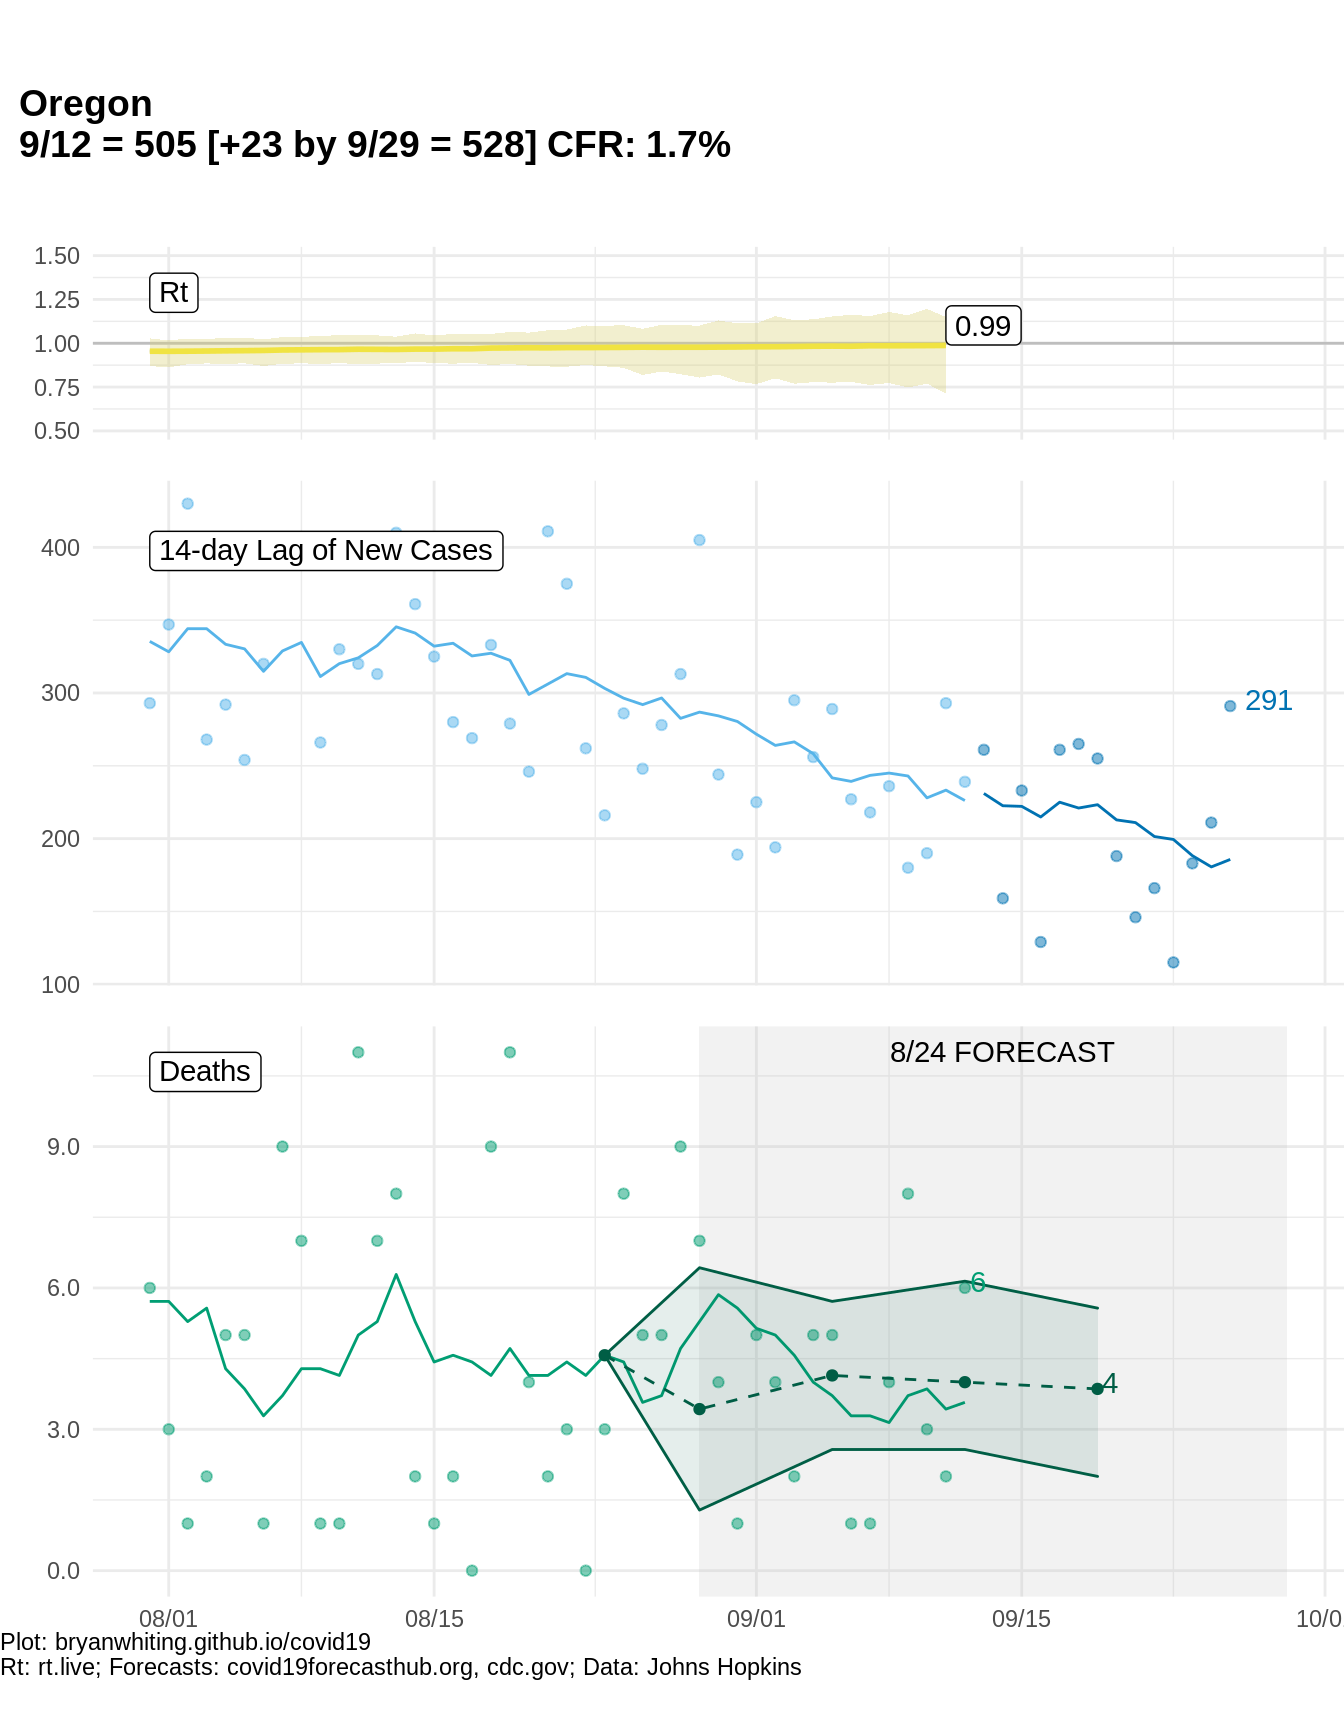 Oregon
9/12 = 505 [+23 by 9/29 = 528] CFR: 1.7%
1.50
Rt
1.25
0.99
1.00
0.75
0.50
14-day Lag of New Cases
400
300
291
200
100
8/24 FORECAST
Deaths
9.0
6.0
6
4
3.0
0.0
08/01 08/15 09/01 09/15 10/0
Plot: bryanwhiting.github.io/covid19
Rt: rt.live; Forecasts: covid19forecasthub.org, cdc.gov; Data: Johns Hopkins